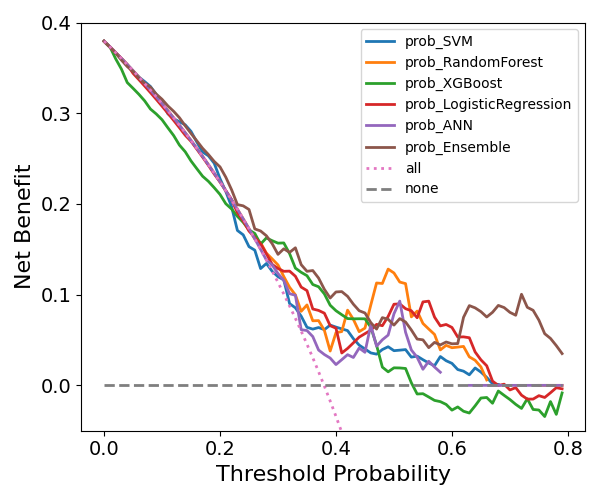 0.4
0.3
0.2
0.1
0.0
Net Benefit
prob_SVM
prob_RandomForest
prob_XGBoost
prob_LogisticRegression
prob_ANN
prob_Ensemble
all
none
0.0 0.2 0.4 0.6 0.8
Threshold Probability